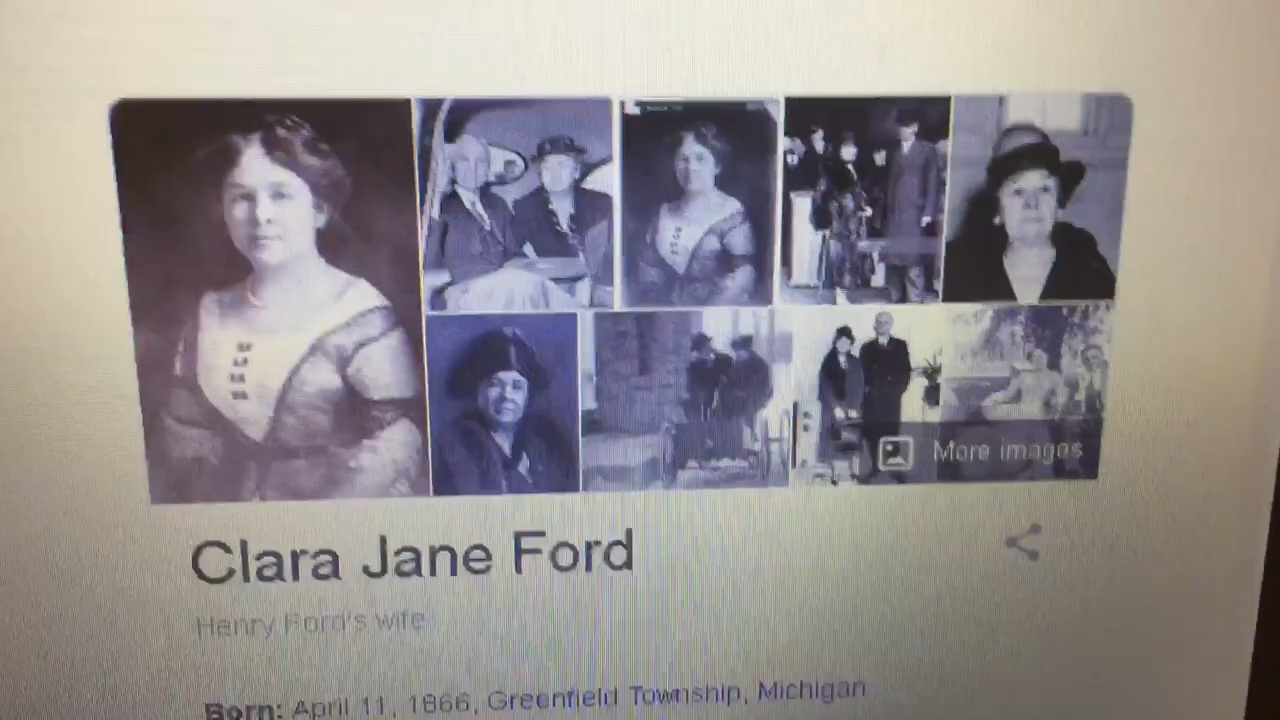 More images
Clara Jane Ford
Henry Ford's wife
Born: April 11, 1866, Greenfield Township, Michigan